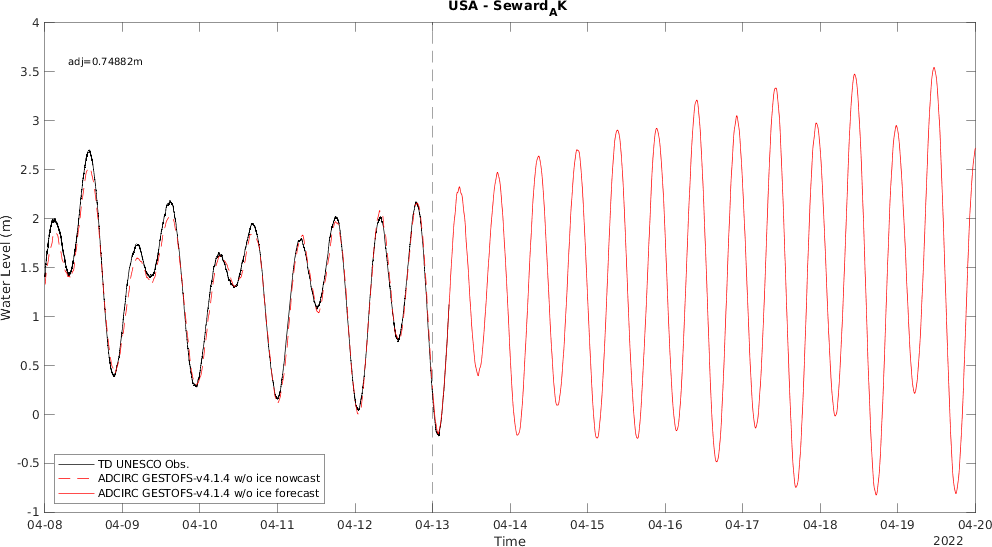 USA - Seward_AK
4
adj=0.74882m
3.5
3
2.5
2
1.5
1
0.5
0
-0.5
-1
Water Level (m)
TD UNESCO Obs.
ADCIRC GESTOFS-v4.1.4 w/o ice nowcast
ADCIRC GESTOFS-v4.1.4 w/o ice forecast
04-08 04-09 04-10 04-11 04-12 04-13 04-14 04-15 04-16 04-17 04-18 04-19 04-20
Time
2022